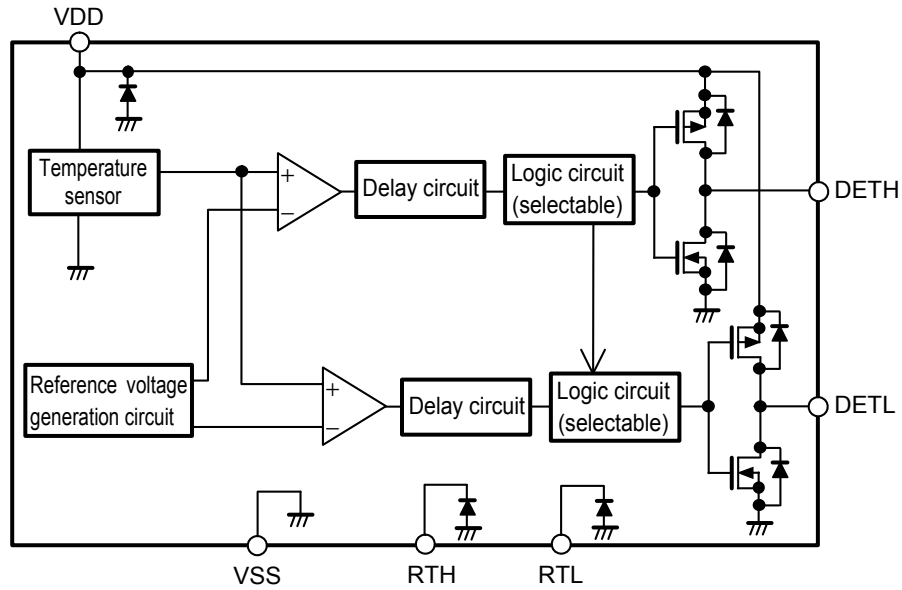 VDD
Temperature
sensor
+
−
Delay circuit
Logic circuit
(selectable)
DETH
Reference voltage
generation circuit
+
−
Delay circuit
Logic circuit
(selectable)
DETL
VSS
RTH
RTL